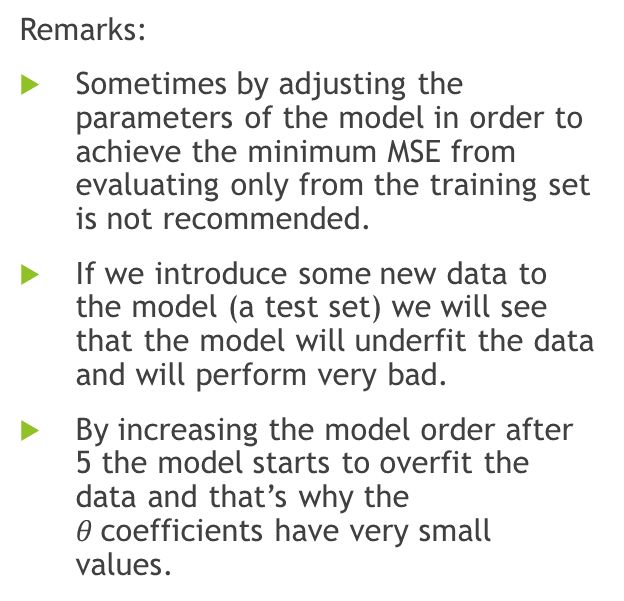 Remarks:
Sometimes by adjusting the
parameters of the model in order to
achieve the minimum MSE from
evaluating only from the training set
is not recommended.
If we introduce some new data to
the model (a test set) we will see
that the model will underfit the data
and will perform very bad.
By increasing the model order after
5 the model starts to overfit the
data and that’s why the
θ coefficients have very small
values.